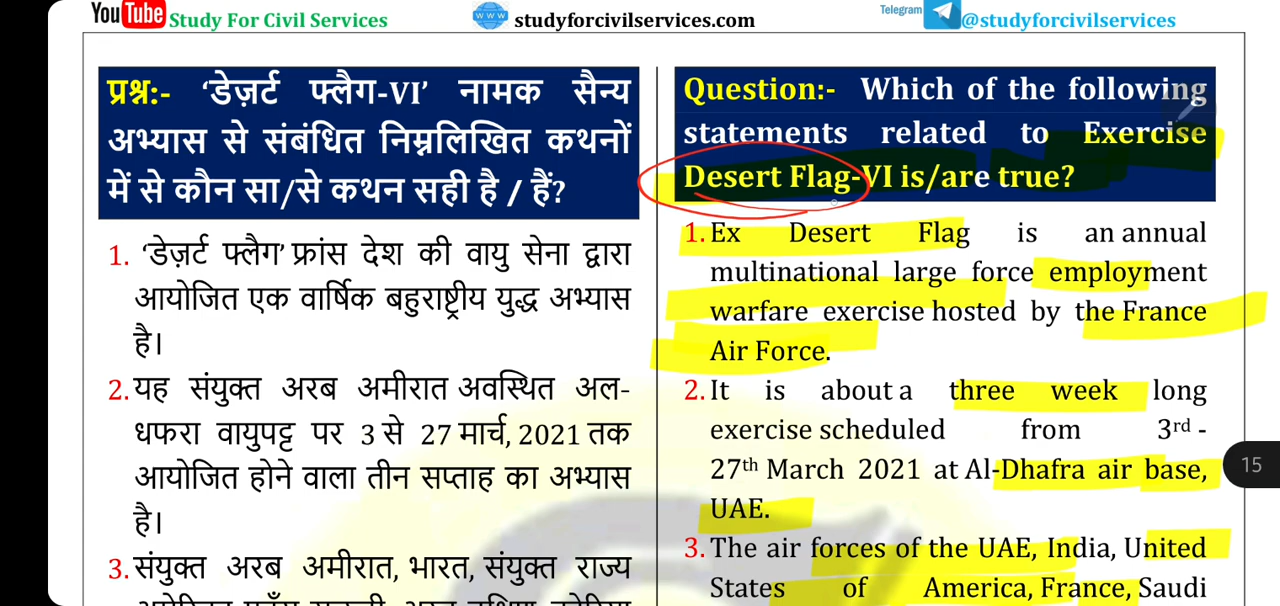 You Tube Study For Civil Services
www studyforcivilservices.com
Telegram @studyforcivilservices
प्रश्न:- ‘डेज़र्ट फ्लैग-VI’ नामक सैन्य
अभ्यास से संबंधित निम्नलिखित कथनों
में से कौन सा/से कथन सही है / हैं?
1. ‘डेज़र्ट फ्लैग’ फ्रांस देश की वायु सेना द्वारा
आयोजित एक वार्षिक बहुराष्ट्रीय युद्ध अभ्यास
है।
2. यह संयुक्त अरब अमीरात अवस्थित अल-
धफरा वायुपट्ट पर 3 से 27 मार्च, 2021 तक
आयोजित होने वाला तीन सप्ताह का अभ्यास
है।
3. संयुक्त अरब अमीरात, भारत, संयुक्त राज्य
Question:- Which of the following
statements related to Exercise
Desert Flag-VI is/are true?
1. Ex Desert Flag is an annual
multinational large force employment
warfare exercise hosted by the France
Air Force.
2. It is about a three week long
exercise scheduled from 3rd -
27th March 2021 at Al-Dhafra air base,
UAE.
3. The air forces of the UAE, India, United
States of America, France, Saudi
15